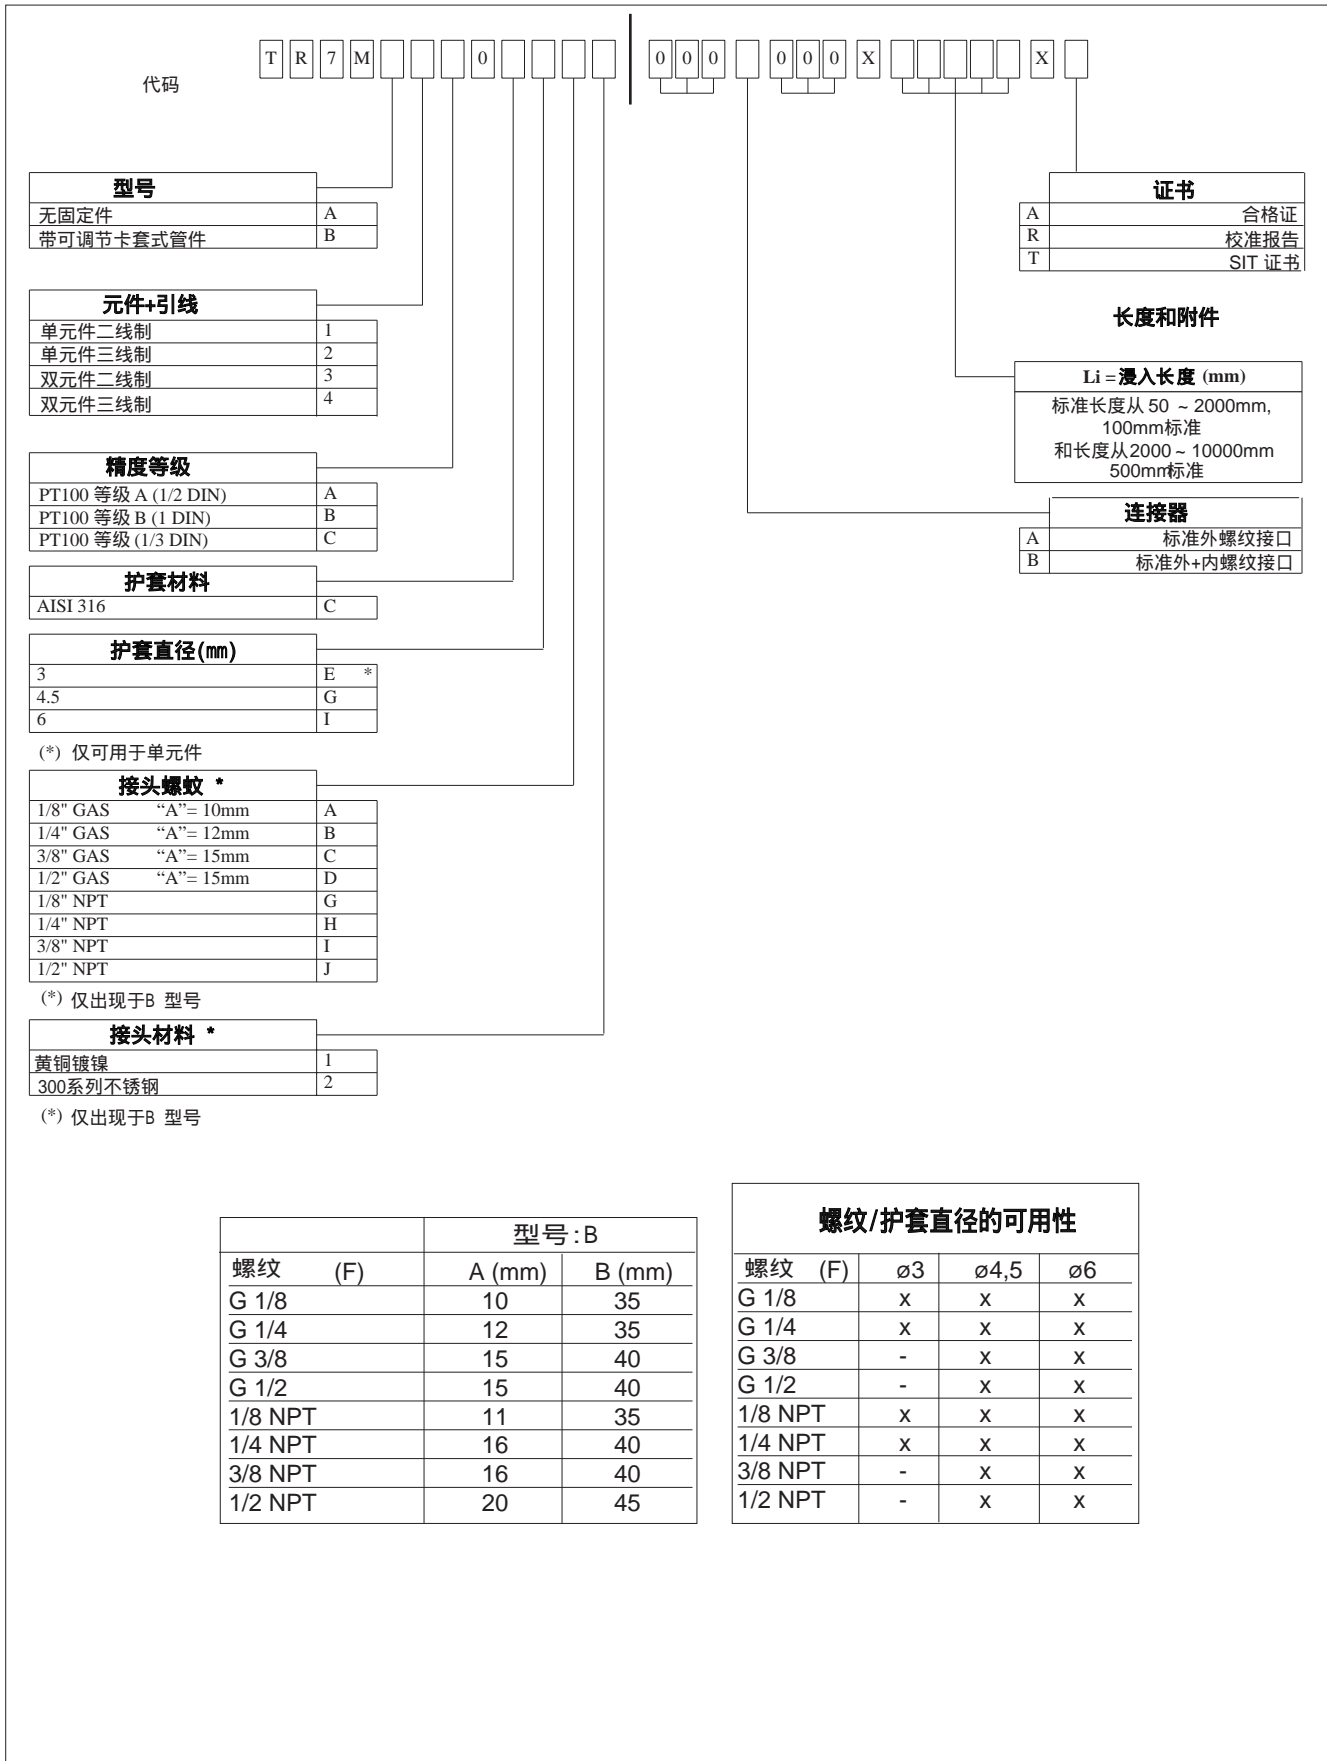 T R 7 M 0 0 0 0 0 0 0 X X
代码
型号
无固定件 A
带可调节卡套式管件 B
元件+引线
单元件二线制 1
单元件三线制 2
双元件二线制 3
双元件三线制 4
精度等级
PT100 等级 A (1/2 DIN) A
PT100 等级 B (1 DIN) B
PT100 等级 (1/3 DIN) C
护套材料
AISI 316 C
护套直径(mm)
3 E *
4.5 G
6 I
(*) 仅可用于单元件
接头螺蚊 *
1/8" GAS “A”= 10mm A
1/4" GAS “A”= 12mm B
3/8" GAS “A”= 15mm C
1/2" GAS “A”= 15mm D
1/8" NPT G
1/4" NPT H
3/8" NPT I
1/2" NPT J
(*) 仅出现于B 型号
接头材料 *
黄铜镀镍 1
300系列不锈钢 2
(*) 仅出现于B 型号
证书
A 合格证
R 校准报告
T SIT 证书
长度和附件
Li =浸入长度 (mm)
标准长度从 50 ~ 2000mm,
100mm标准
和长度从2000 ~ 10000mm
500mm标准
连接器
A 标准外螺纹接口
B 标准外+内螺纹接口
型号:B
螺纹 (F) A (mm) B (mm)
G 1/8 10 35
G 1/4 12 35
G 3/8 15 40
G 1/2 15 40
1/8 NPT 11 35
1/4 NPT 16 40
3/8 NPT 16 40
1/2 NPT 20 45
螺纹/护套直径的可用性
螺纹 (F) ø3 ø4,5 ø6
G 1/8 x x x
G 1/4 x x x
G 3/8 - x x
G 1/2 - x x
1/8 NPT x x x
1/4 NPT x x x
3/8 NPT - x x
1/2 NPT - x x